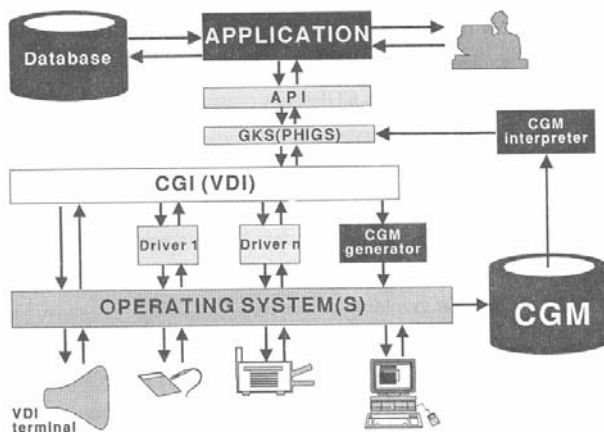 APPLICATION
Database
API
GKS(PHIGS)
CGM
interpreter
CGI (VDI)
Driver 1
Driver n
CGM
generator
OPERATING SYSTEM(S)
CGM
VDI
terminal